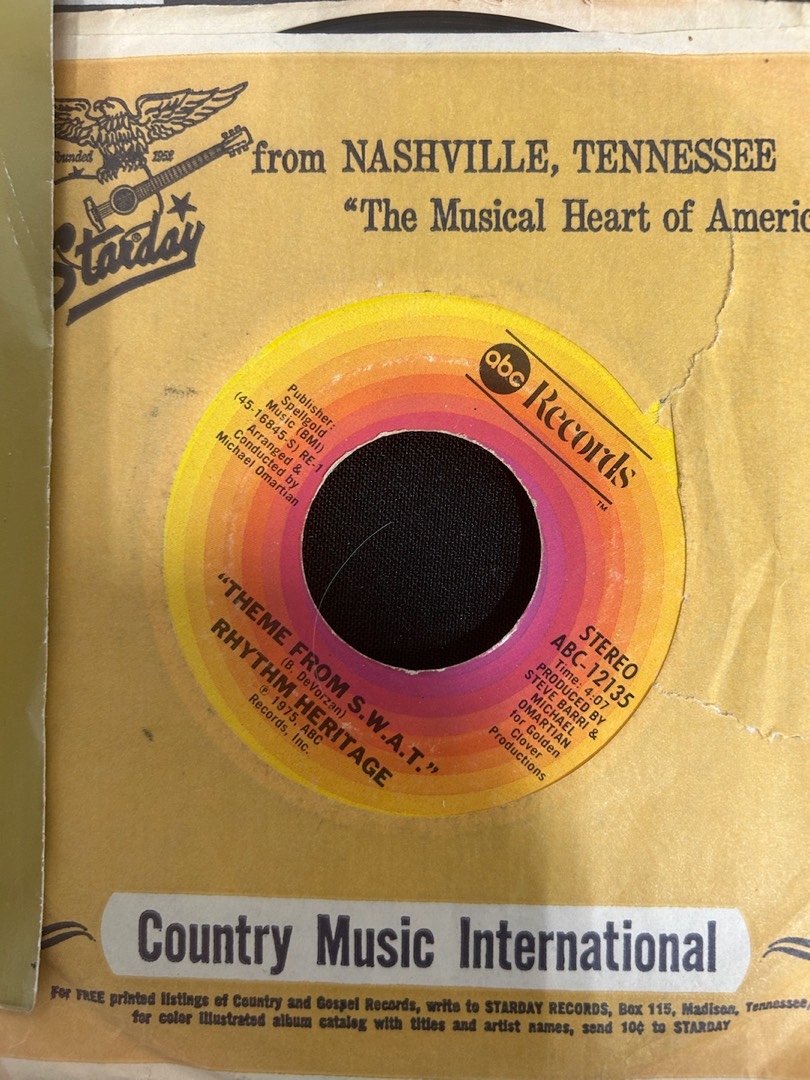 Founded 1952
Starday
from NASHVILLE, TENNESSEE
“The Musical Heart of Americ
abc Records™
Publisher:
Spellgold
Music (BMI)
(45-16845-S) RE-1
Arranged &
Conducted by
Michael Omartian
“THEME FROM S.W.A.T.”
(B. DeVorzan)
RHYTHM HERITAGE
℗ 1975, ABC
Records, Inc.
STEREO
ABC-12135
Time: 4:07
PRODUCED BY
STEVE BARRI &
MICHAEL
OMARTIAN
for Golden
Clover
Productions
Country Music International
For FREE printed listings of Country and Gospel Records, write to STARDAY RECORDS, Box 115, Madison, Tennessee/
for color illustrated album catalog with titles and artist names, send 10¢ to STARDAY